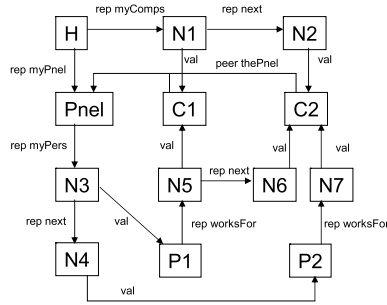 rep myComps
rep next
H
N1
N2
rep myPnel
val
peer thePnel
val
Pnel
C1
C2
rep myPers
val
val
val
N3
N5
rep next
N6
N7
rep next
val
rep worksFor
rep worksFor
N4
P1
P2
val